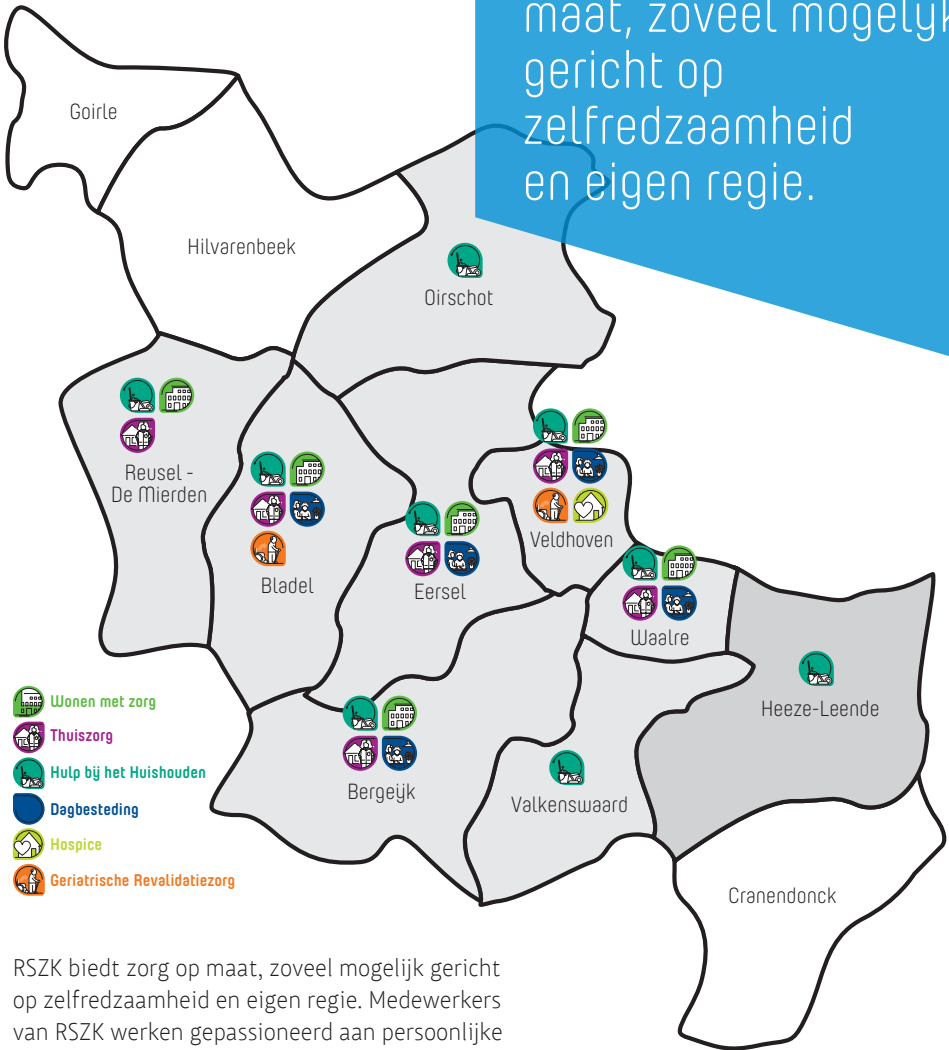 maat, zoveel mogelijk
gericht op
zelfredzaamheid
en eigen regie.
Goirle
Hilvarenbeek
Oirschot
Reusel -
De Mierden
Bladel
Eersel
Veldhoven
Waalre
Heeze-Leende
Bergeijk
Valkenswaard
Cranendonck
Wonen met zorg
Thuiszorg
Hulp bij het Huishouden
Dagbesteding
Hospice
Geriatrische Revalidatiezorg
RSZK biedt zorg op maat, zoveel mogelijk gericht
op zelfredzaamheid en eigen regie. Medewerkers
van RSZK werken gepassioneerd aan persoonlijke